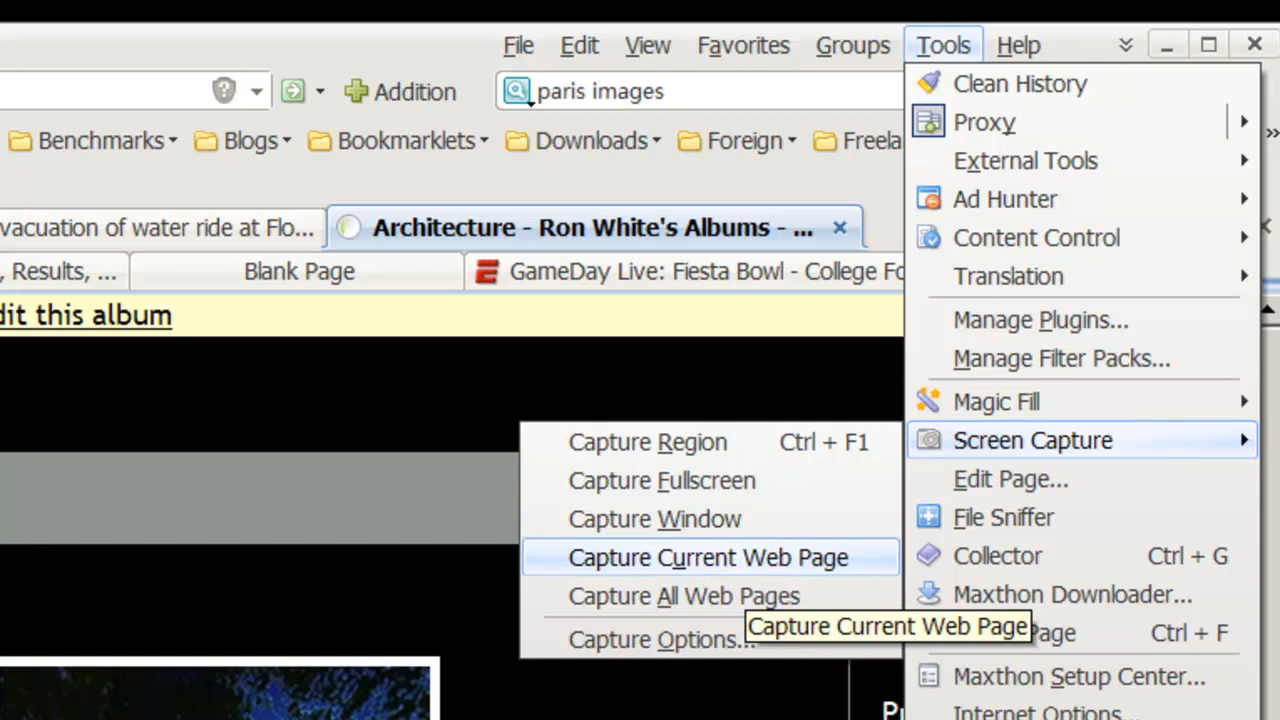 File Edit View Favorites Groups Tools Help
Addition paris images
Benchmarks Blogs Bookmarklets Downloads Foreign Freela
vacuation of water ride at Flo... Architecture - Ron White's Albums - ...
, Results, ... Blank Page GameDay Live: Fiesta Bowl - College Fo
dit this album
Clean History
Proxy
External Tools
Ad Hunter
Content Control
Translation
Manage Plugins...
Manage Filter Packs...
Magic Fill
Screen Capture
Edit Page...
File Sniffer
Collector Ctrl + G
Maxthon Downloader...
Page Ctrl + F
Maxthon Setup Center...
Internet Options...
Capture Region Ctrl + F1
Capture Fullscreen
Capture Window
Capture Current Web Page
Capture All Web Pages
Capture Options...
Capture Current Web Page